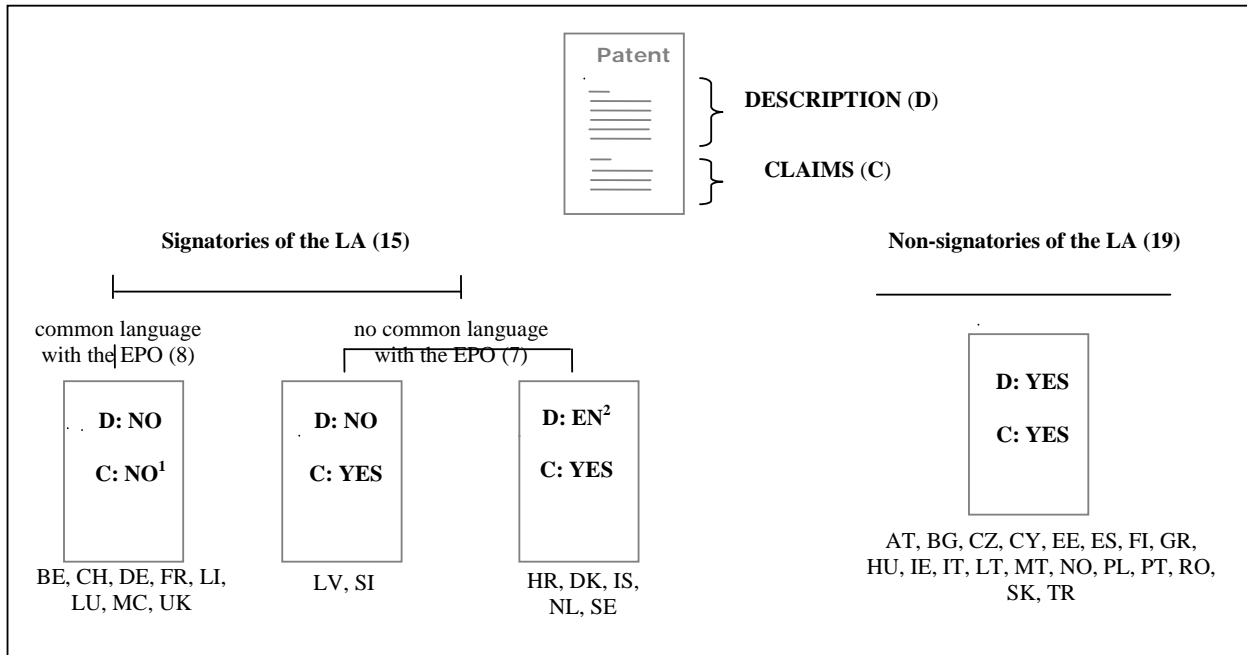 Patent
DESCRIPTION (D)
CLAIMS (C)
Signatories of the LA (15)
Non-signatories of the LA (19)
common language
with the EPO (8)
no common language
with the EPO (7)
D: NO
C: NO¹
BE, CH, DE, FR, LI,
LU, MC, UK
D: NO
C: YES
LV, SI
D: EN²
C: YES
HR, DK, IS,
NL, SE
D: YES
C: YES
AT, BG, CZ, CY, EE, ES, FI, GR,
HU, IE, IT, LT, MT, NO, PL, PT, RO,
SK, TR